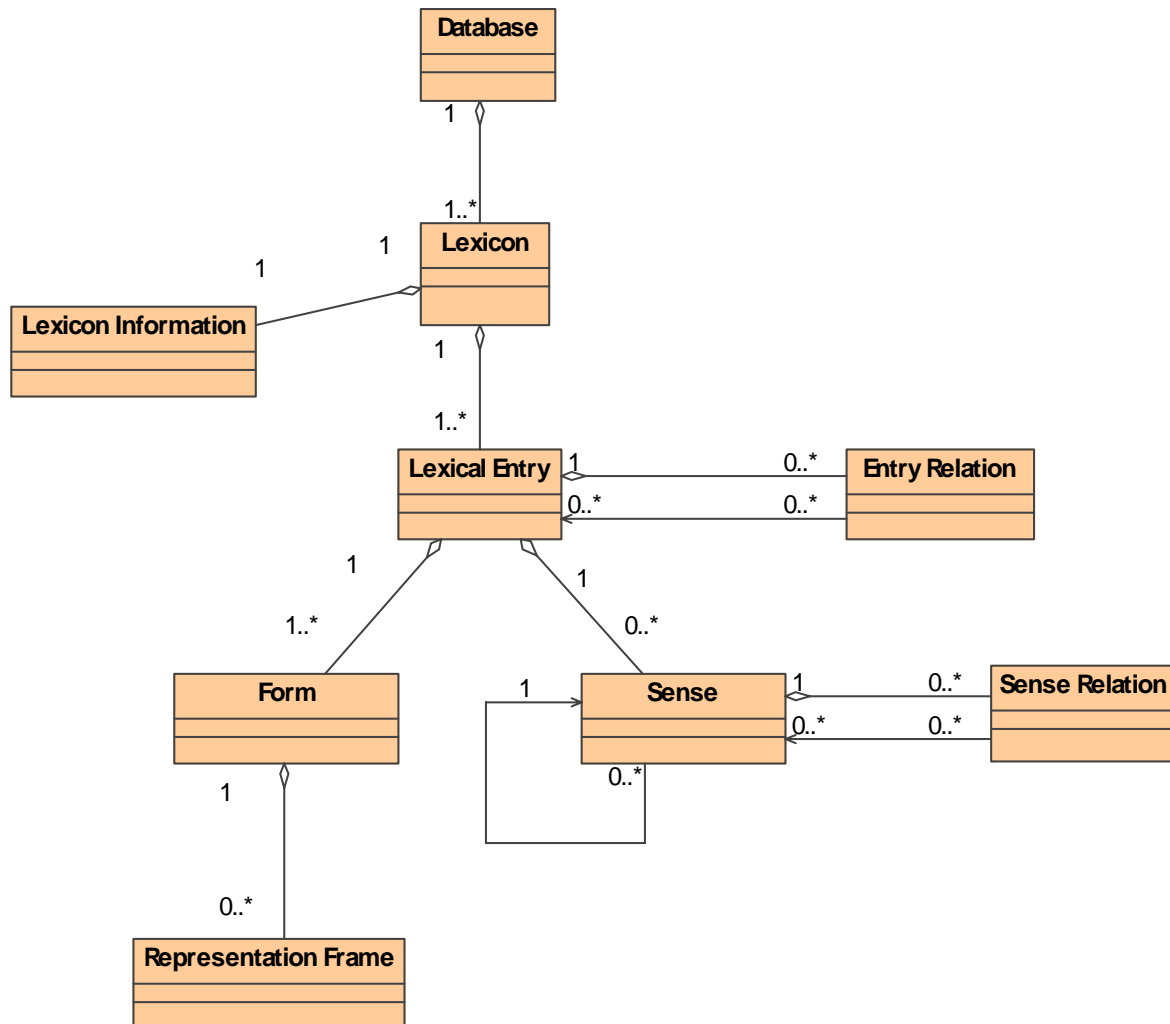 Database
1
1..*
Lexicon
1
1
Lexicon Information
1
1..*
Lexical Entry
1
0..*
Entry Relation
0..*
0..*
1
1
1..*
0..*
Form
Sense
1
1
0..*
Sense Relation
0..*
0..*
0..*
1
0..*
Representation Frame